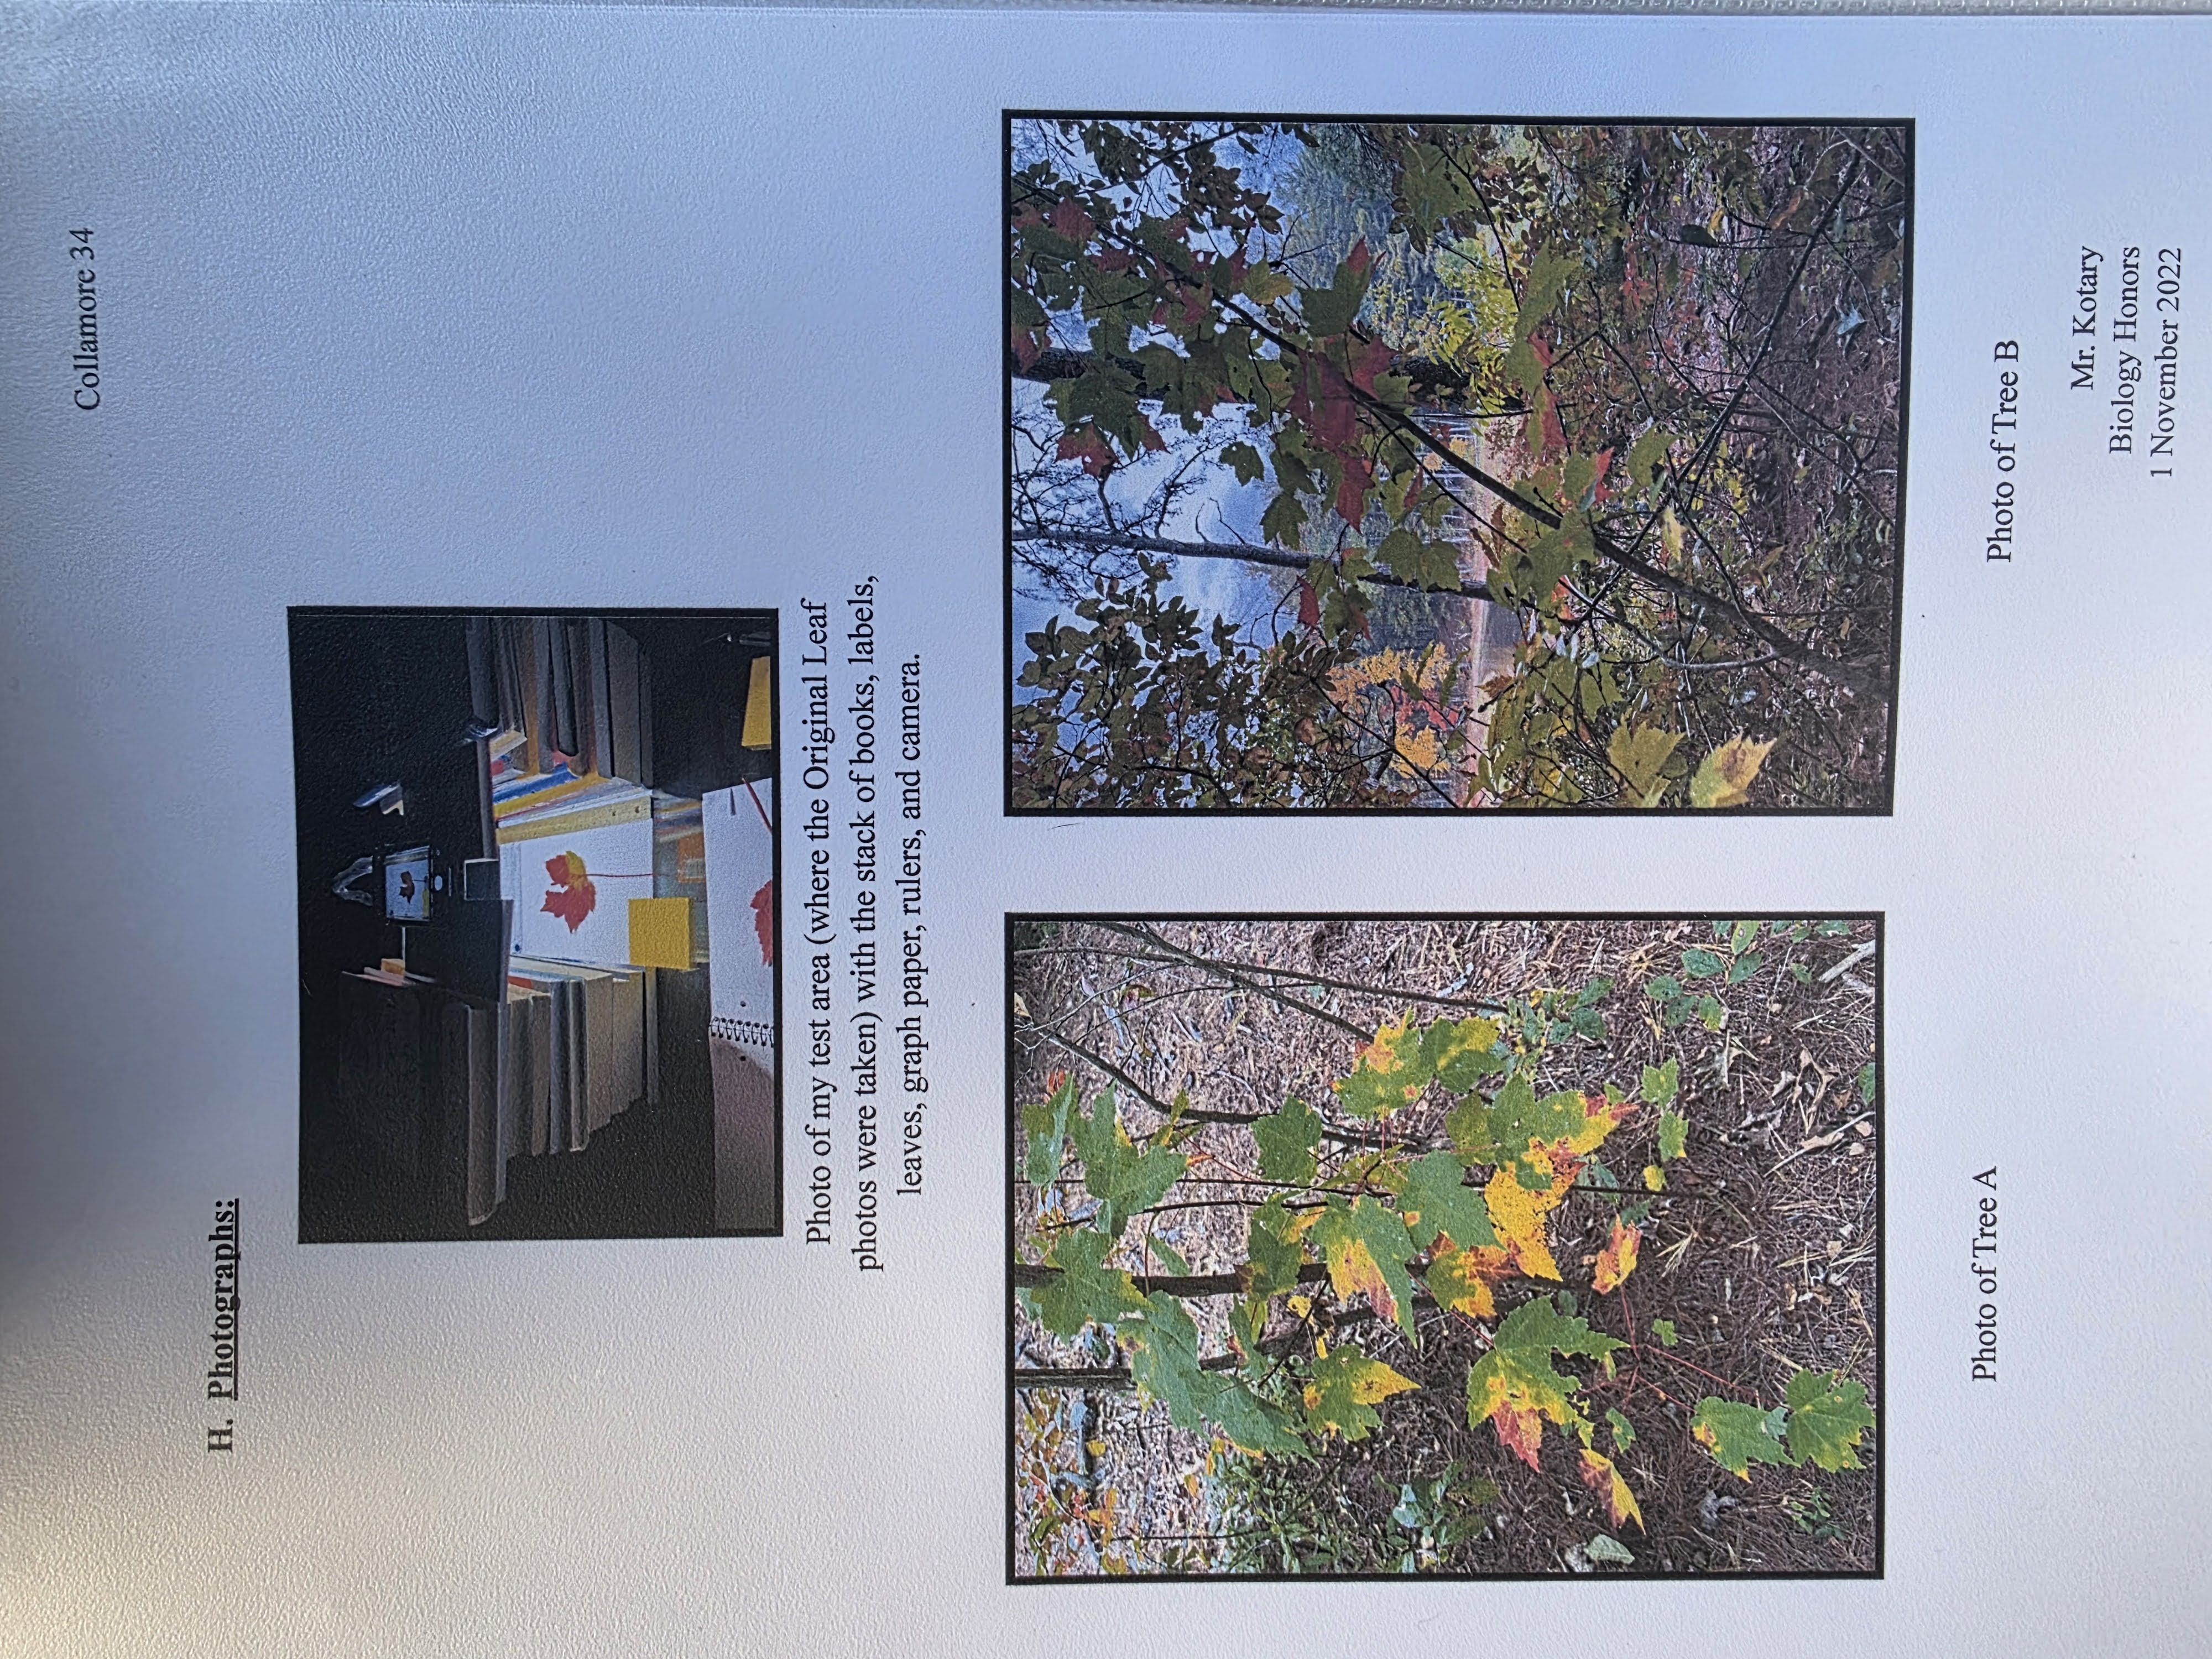 Collamore 34
H. Photographs:
Photo of my test area (where the Original Leaf
photos were taken) with the stack of books, labels,
leaves, graph paper, rulers, and camera.
Photo of Tree A
Photo of Tree B
Mr. Kotary
Biology Honors
1 November 2022